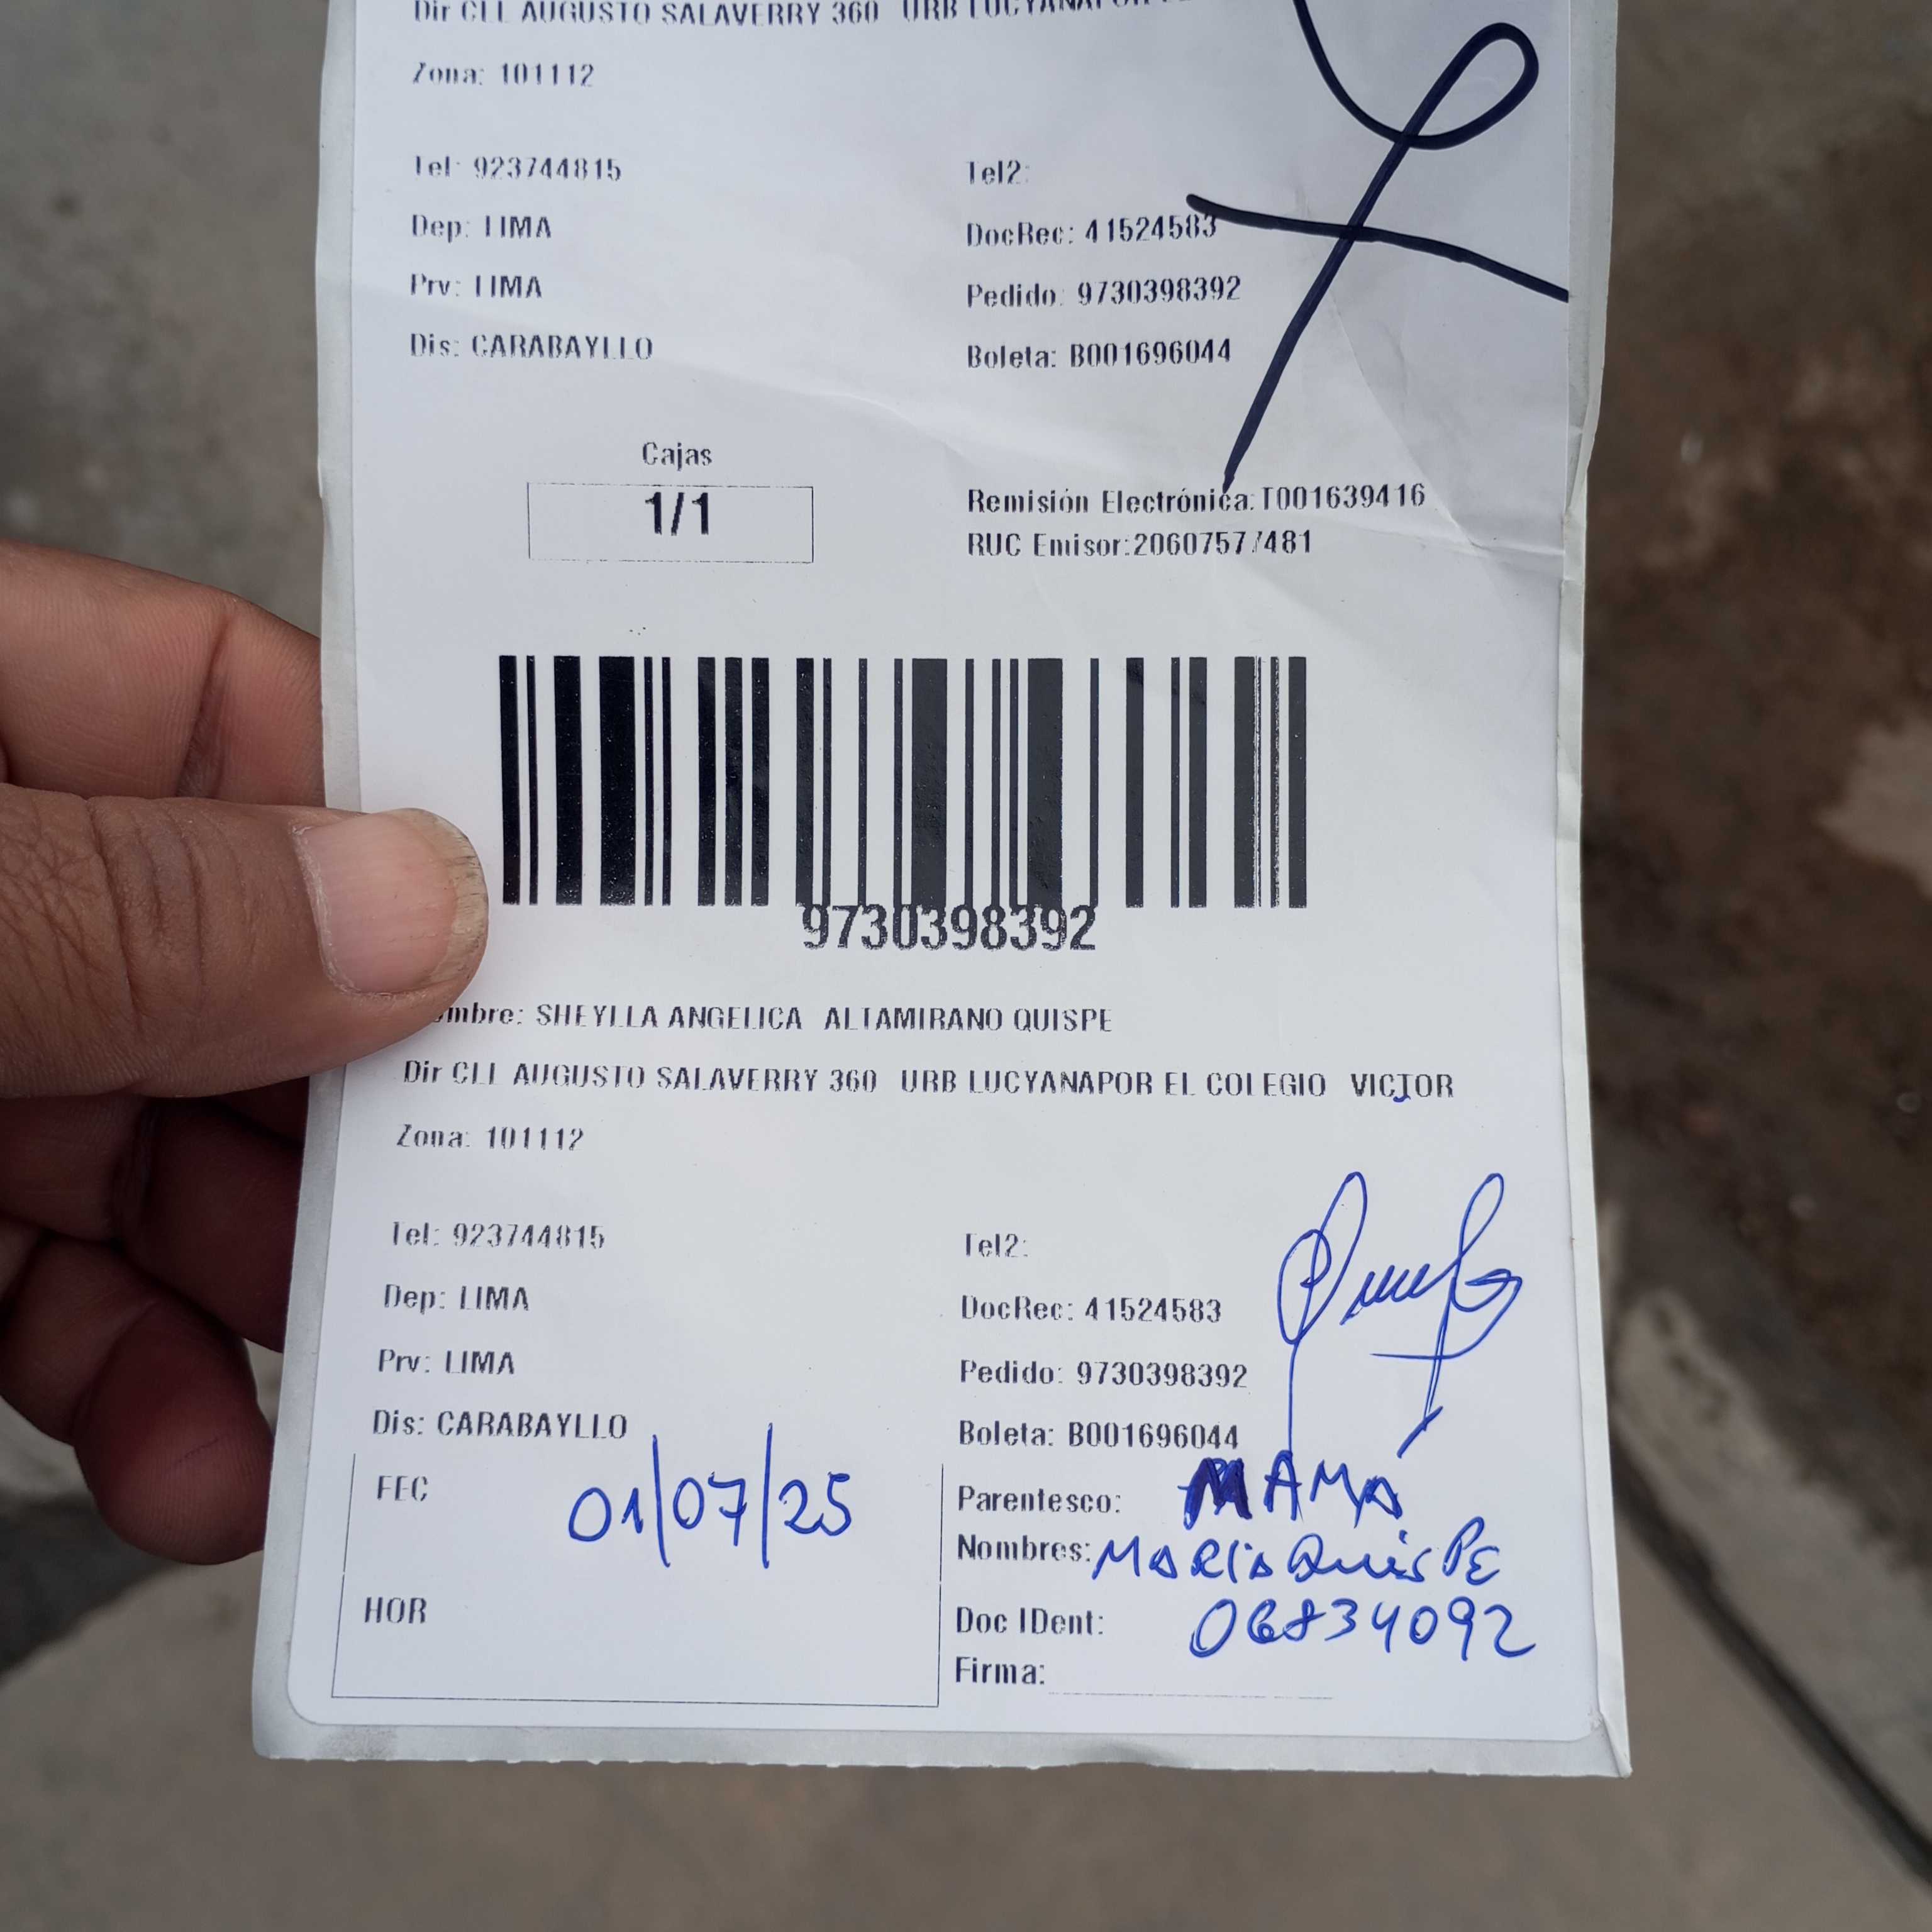 Dir CLL AUGUSTO SALAVERRY 360 URB LUCYANAPOR
Zona: 101112
Tel: 923744815 Tel2:
Dep: LIMA DocRec: 41524583
Prv: LIMA Pedido: 9730398392
Dis: CARABAYLLO Boleta: B001696044
Cajas
1/1
Remisión Electrónica:T001639416
RUC Emisor:20607577481
9730398392
mbre: SHEYLLA ANGELICA ALTAMIRANO QUISPE
Dir CLL AUGUSTO SALAVERRY 360 URB LUCYANAPOR EL COLEGIO VICTOR
Zona: 101112
Tel: 923744815 Tel2:
Dep: LIMA DocRec: 41524583
Prv: LIMA Pedido: 9730398392
Dis: CARABAYLLO Boleta: B001696044
FEC 01/07/25
Parentesco: MAMÁ
Nombres: MARIA QUISPE
HOR
Doc IDent: 06834092
Firma: